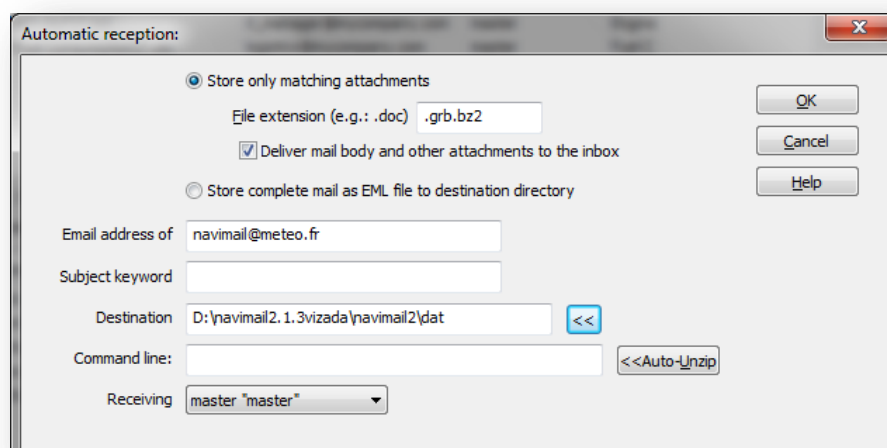 Automatic reception:
Store only matching attachments
File extension (e.g.: .doc) .grb.bz2
Deliver mail body and other attachments to the inbox
Store complete mail as EML file to destination directory
OK
Cancel
Help
Email address of navimail@meteo.fr
Subject keyword
Destination D:\navimail2.1.3vizada\navimail2\dat <<
Command line: <<Auto-Unzip
Receiving master "master"